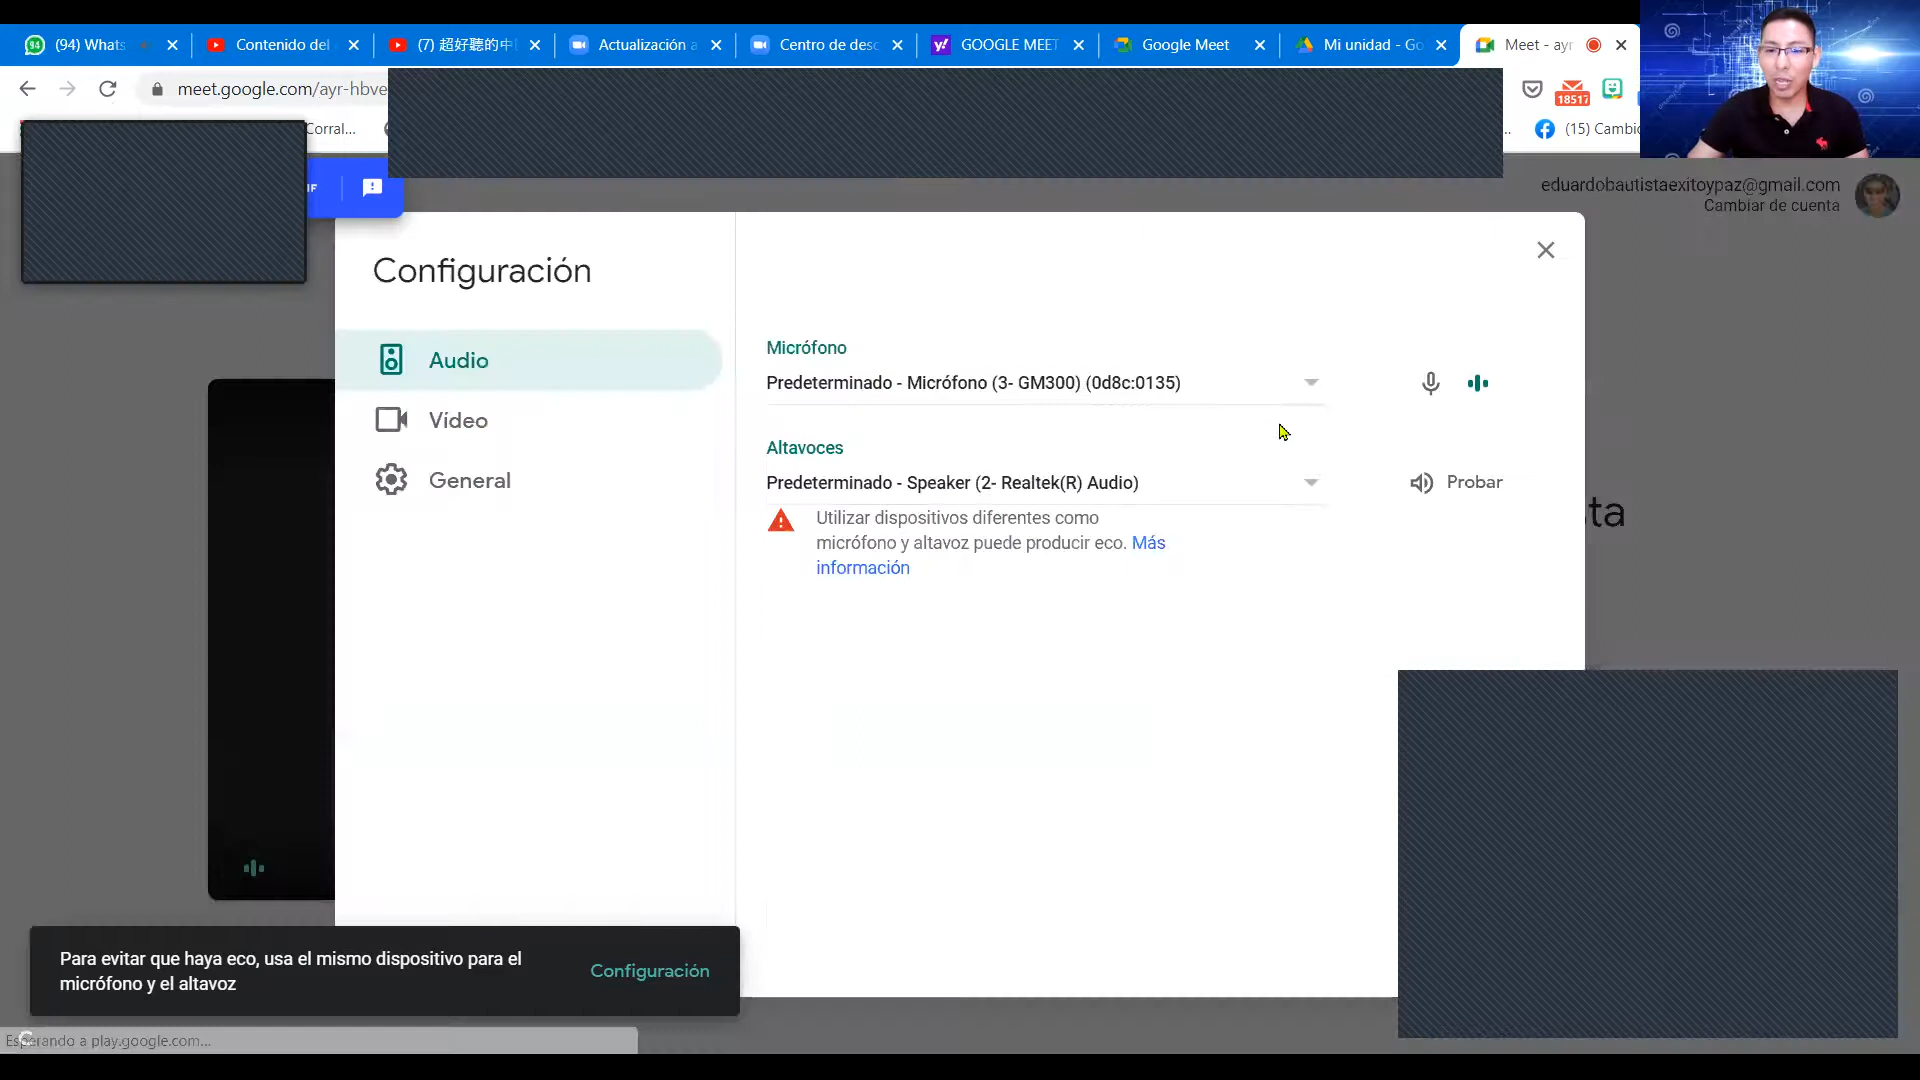 (94) Whats
Contenido del
(7) 超好聽的中
Actualización a
Centro de desc
GOOGLE MEET
Google Meet
Mi unidad - Go
Meet - ayr
meet.google.com/ayr-hbve
18517
Corral...
(15) Cambio
eduardobautistaexitoypaz@gmail.com
Cambiar de cuenta
Configuración
Audio
Vídeo
General
Micrófono
Predeterminado - Micrófono (3- GM300) (0d8c:0135)
Altavoces
Predeterminado - Speaker (2- Realtek(R) Audio)
Probar
Utilizar dispositivos diferentes como
micrófono y altavoz puede producir eco. Más
información
sta
Para evitar que haya eco, usa el mismo dispositivo para el
micrófono y el altavoz
Configuración
Esperando a play.google.com...